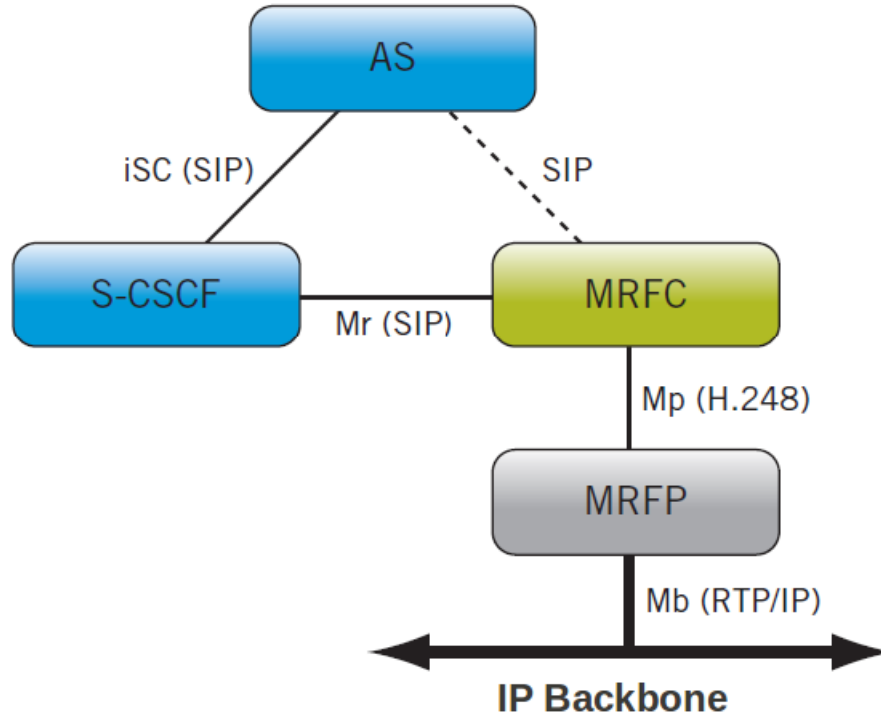 AS
iSC (SIP)
SIP
S-CSCF
Mr (SIP)
MRFC
Mp (H.248)
MRFP
Mb (RTP/IP)
IP Backbone